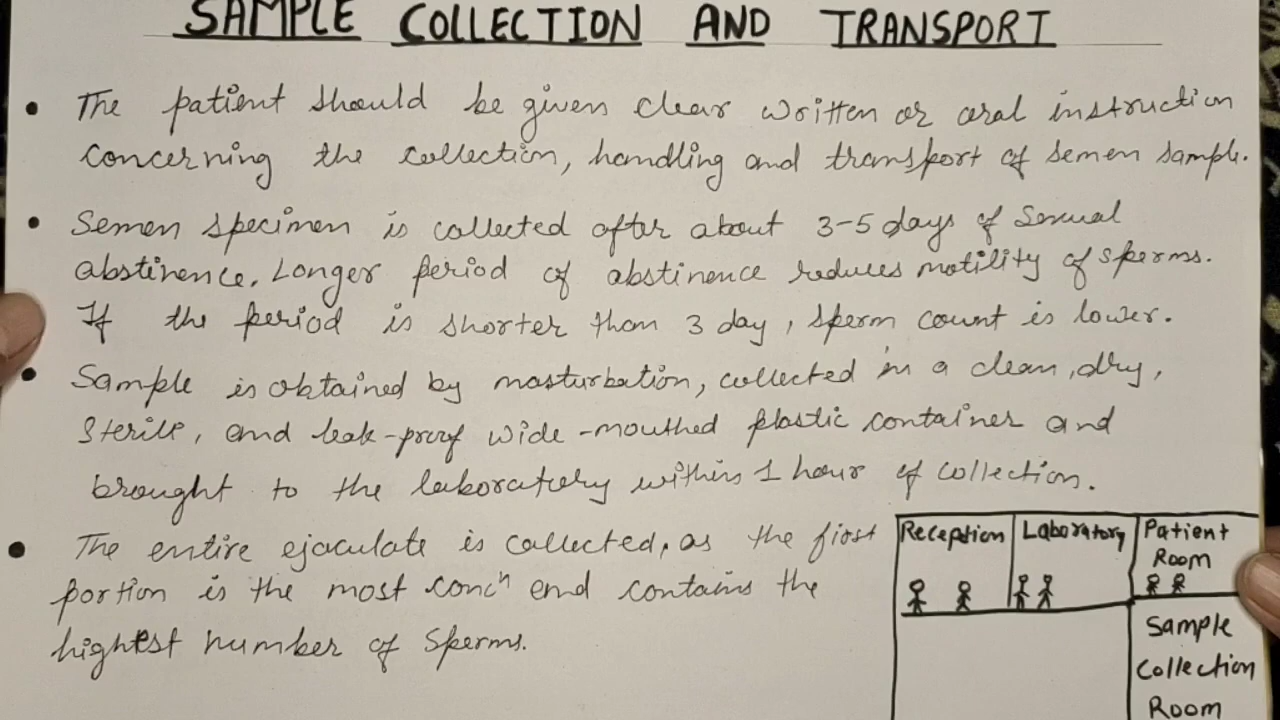 SAMPLE COLLECTION AND TRANSPORT
• The patient should be given clear written or oral instruction
concerning the collection, handling and transport of semen sample.
• Semen specimen is collected after about 3-5 days of sexual
abstinence. Longer period of abstinence reduces motility of sperms.
If the period is shorter than 3 day, sperm count is lower.
• Sample is obtained by masturbation, collected in a clean, dry,
sterile, and leak-proof wide-mouthed plastic container and
brought to the laboratory within 1 hour of collection.
• The entire ejaculate is collected, as the first
portion is the most concⁿ end contains the
highest number of sperms.
Reception
Laboratory
Patient
Room
Sample
Collection
Room